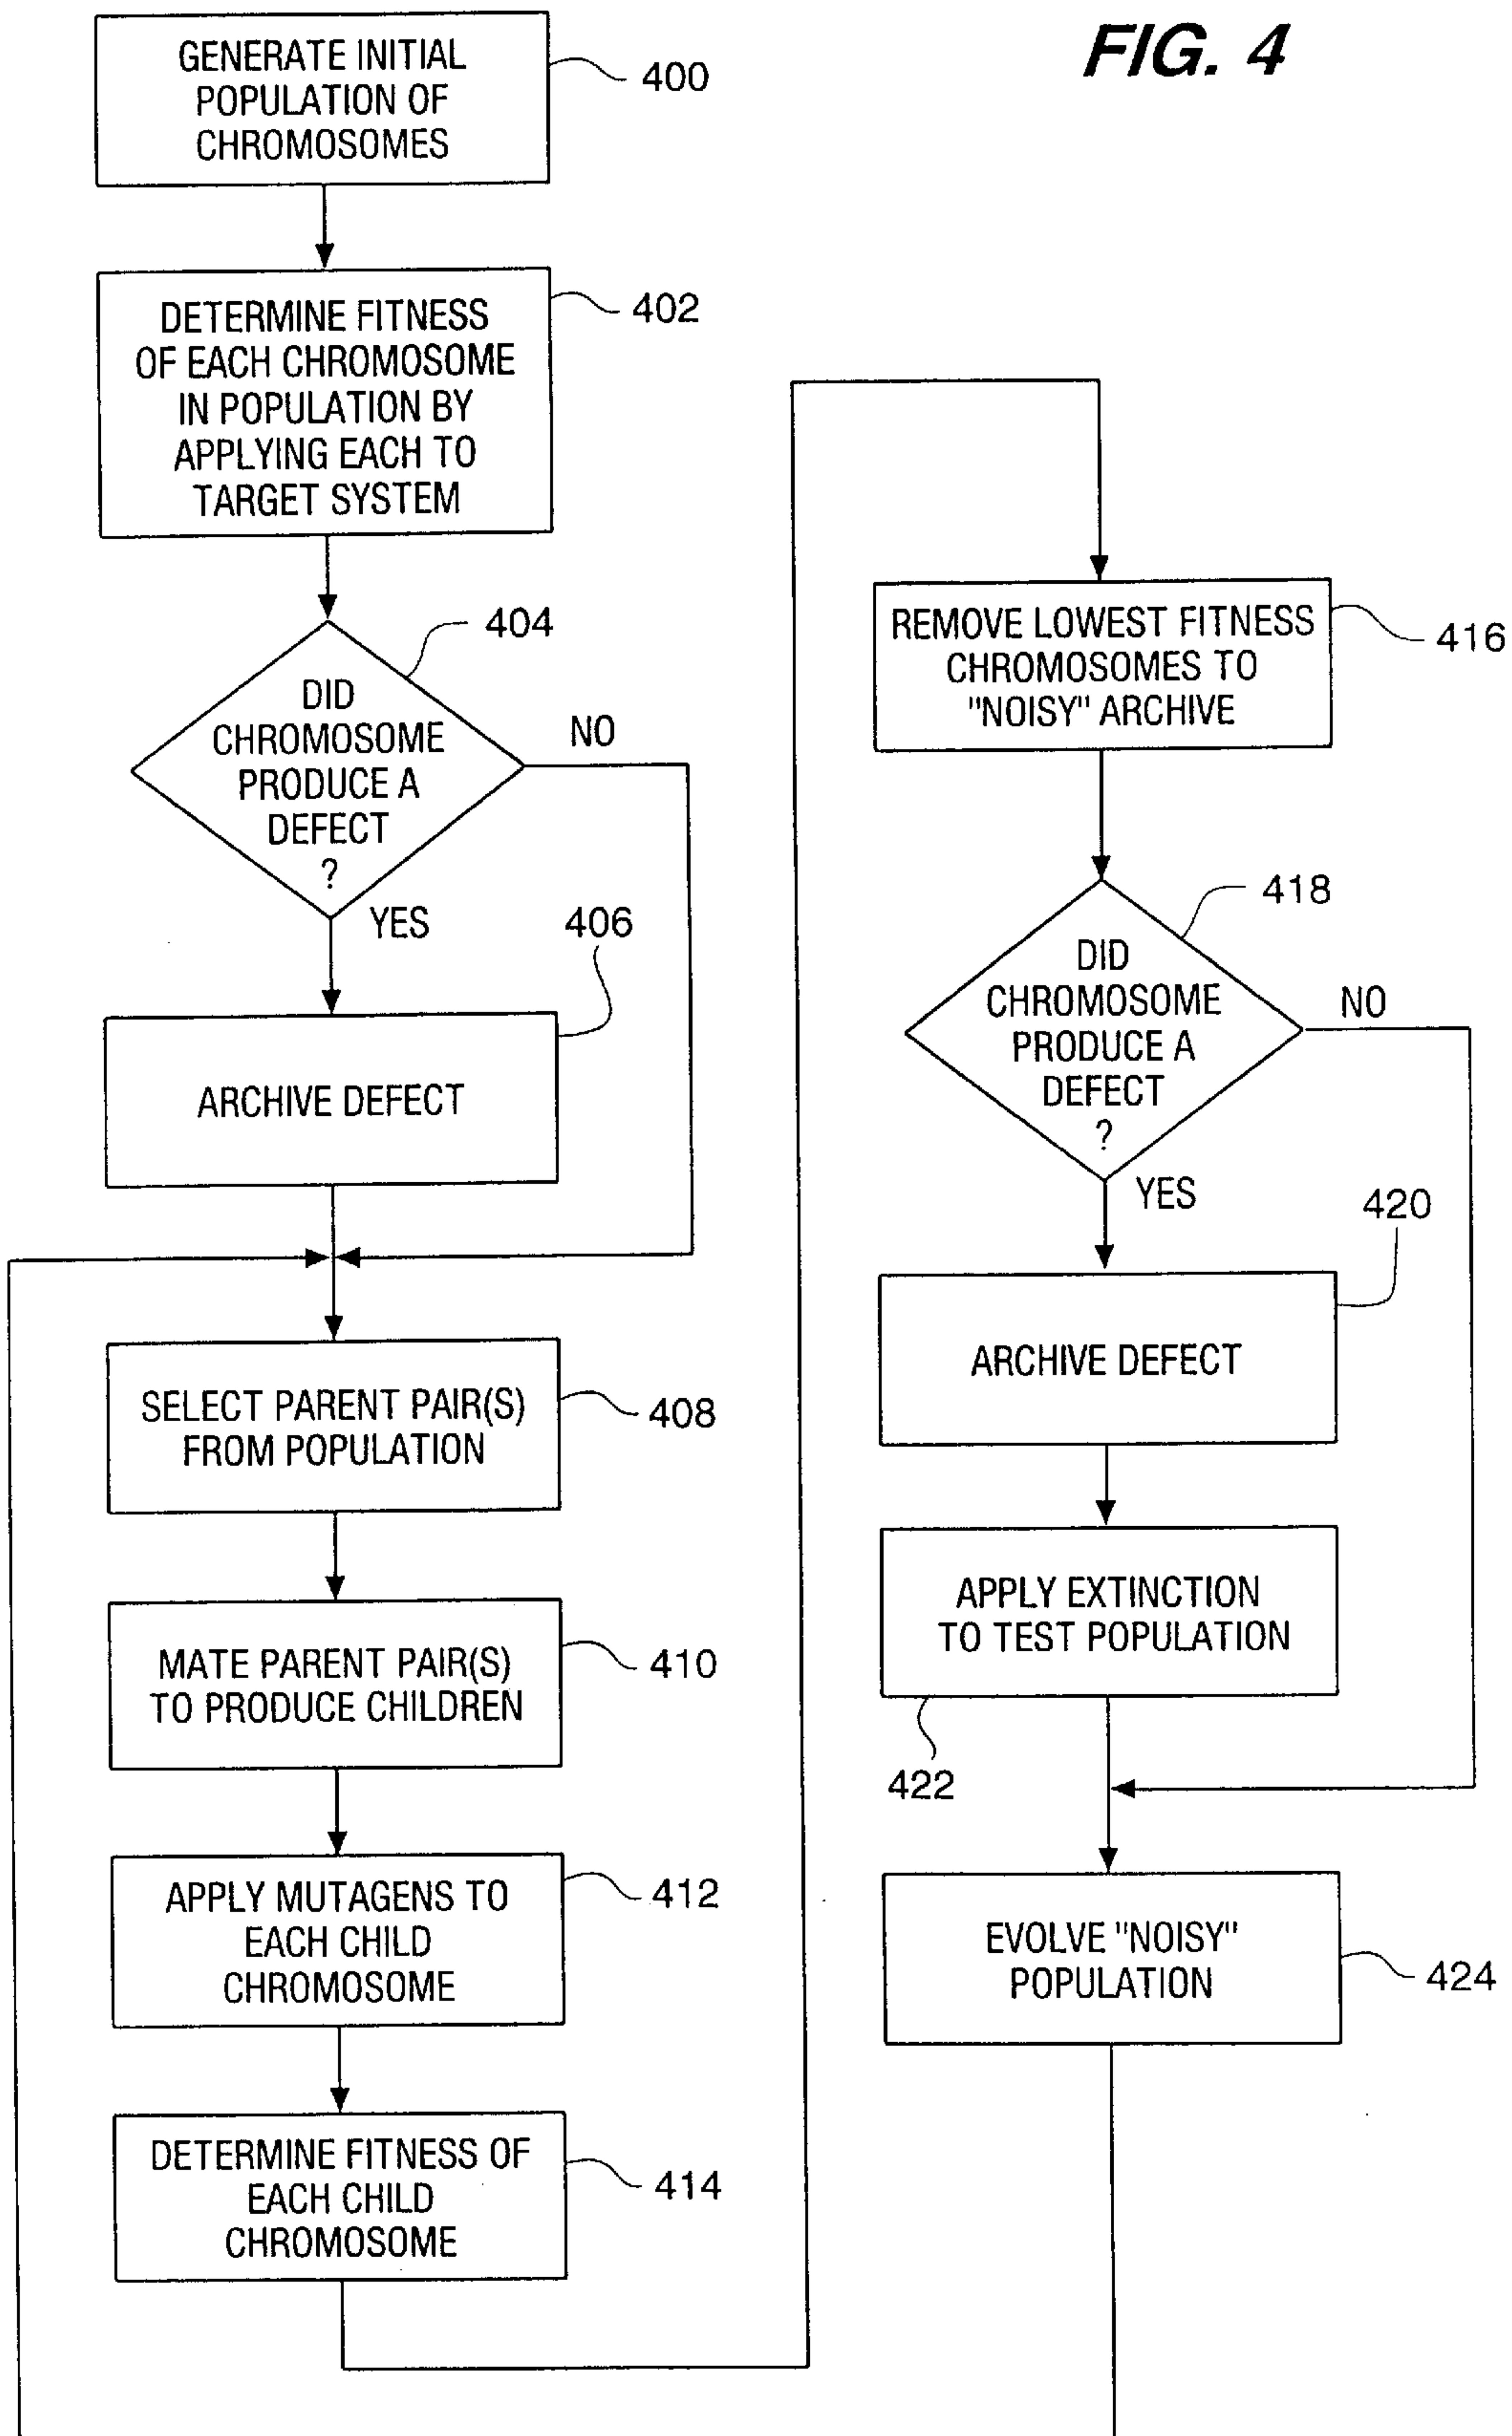 FIG. 4
GENERATE INITIAL
POPULATION OF
CHROMOSOMES
400
DETERMINE FITNESS
OF EACH CHROMOSOME
IN POPULATION BY
APPLYING EACH TO
TARGET SYSTEM
402
404
DID
CHROMOSOME
PRODUCE A
DEFECT
?
NO
YES
406
ARCHIVE DEFECT
SELECT PARENT PAIR(S)
FROM POPULATION
408
MATE PARENT PAIR(S)
TO PRODUCE CHILDREN
410
APPLY MUTAGENS TO
EACH CHILD
CHROMOSOME
412
DETERMINE FITNESS OF
EACH CHILD
CHROMOSOME
414
REMOVE LOWEST FITNESS
CHROMOSOMES TO
"NOISY" ARCHIVE
416
418
DID
CHROMOSOME
PRODUCE A
DEFECT
?
NO
YES
420
ARCHIVE DEFECT
APPLY EXTINCTION
TO TEST POPULATION
422
EVOLVE "NOISY"
POPULATION
424